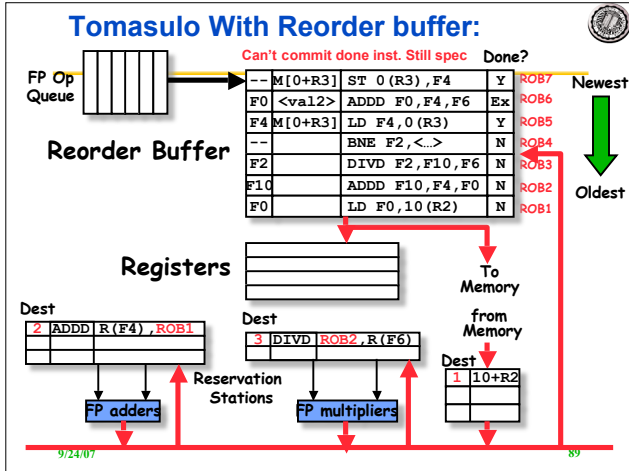 Tomasulo With Reorder buffer:
Can't commit done inst. Still spec
Done?
FP Op
Queue
-- M[0+R3] ST 0(R3),F4 Y ROB7
F0 <val2> ADDD F0,F4,F6 Ex ROB6
F4 M[0+R3] LD F4,0(R3) Y ROB5
-- BNE F2,<…> N ROB4
F2 DIVD F2,F10,F6 N ROB3
F10 ADDD F10,F4,F0 N ROB2
F0 LD F0,10(R2) N ROB1
Newest
Oldest
Reorder Buffer
Registers
To
Memory
from
Memory
Dest
2 ADDD R(F4),ROB1
Dest
3 DIVD ROB2,R(F6)
Dest
1 10+R2
Reservation
Stations
FP adders
FP multipliers
9/24/07
89